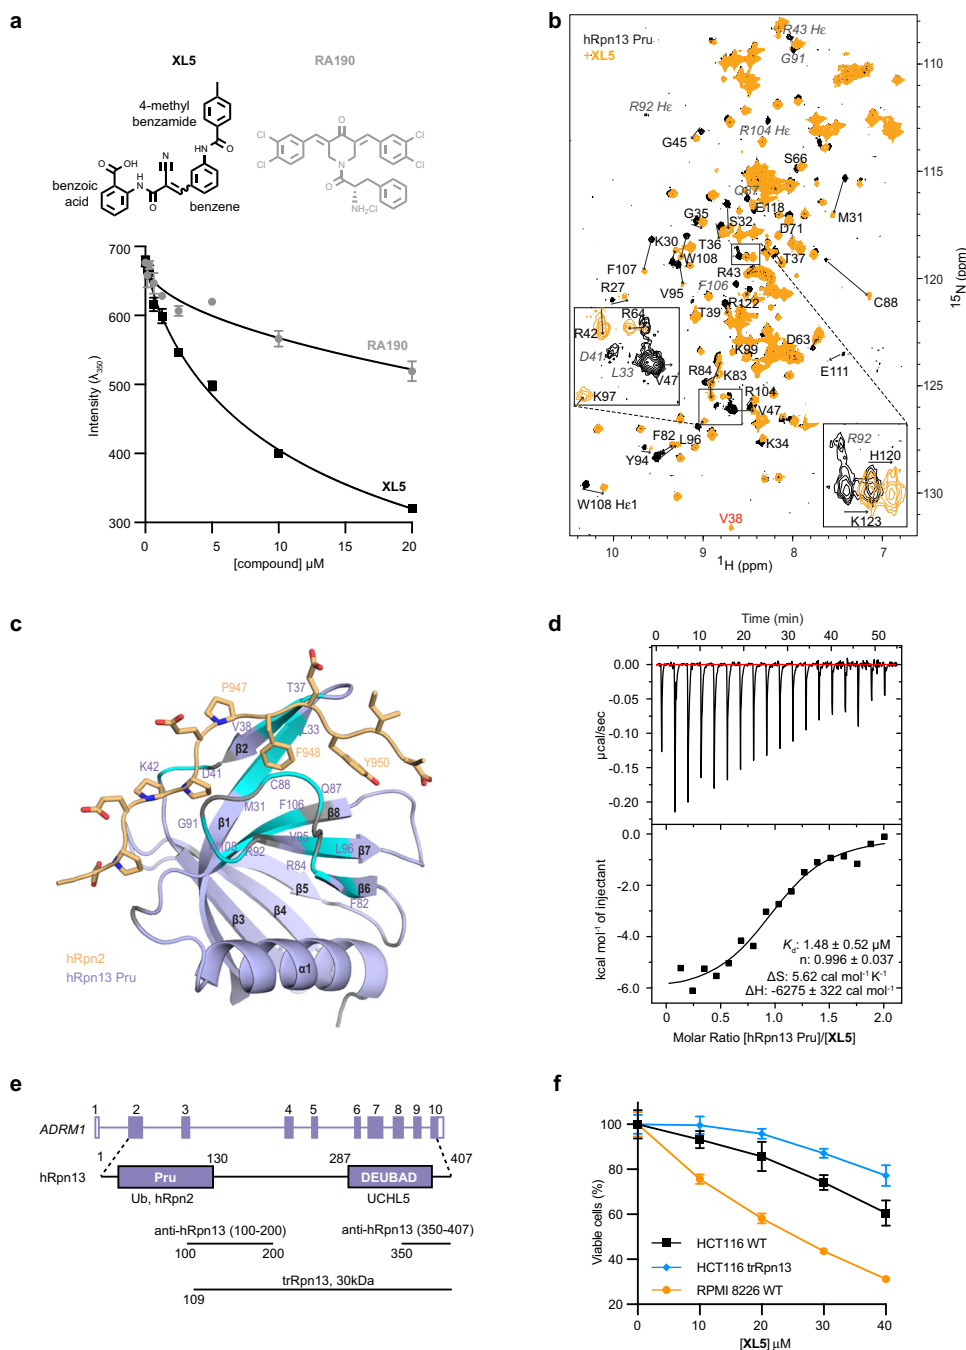 a
XL5
RA190
4-methyl
benzamide
benzoic
acid
benzene
OH
O
N
H
N
O
NH
O
Cl
O
Cl
Cl
Cl
N
O
NH₂Cl
700
600
500
400
300
Intensity (λ350)
RA190
XL5
0
5
10
15
20
[compound] μM
b
hRpn13 Pru
+XL5
R43 Hε
G91
R92 Hε
R104 Hε
G45
S66
Q87
M31
E118
G35
S32
D71
K30
T36
W108
T37
F107
R43
V95
F106
C88
R27
R122
T39
R64
R42
D63
K99
D41
L33
E111
R84
K83
V47
K97
R104
V47
F82
L96
K34
R92
H120
Y94
W108 Hε1
V38
K123
110
115
120
125
130
15N (ppm)
10
9
8
7
1H (ppm)
c
P947
T37
V38
L33
β2
F948
K42
D41
Y950
C88
Q87
M31
F106
G91
β1
β8
V95
R92
L96
β7
R84
β5
β6
F82
β3
β4
α1
hRpn2
hRpn13 Pru
d
Time (min)
0 10 20 30 40 50
0.00
-0.05
-0.10
-0.15
-0.20
μcal/sec
0.0
-2.0
-4.0
-6.0
kcal mol⁻¹ of injectant
Kd: 1.48 ± 0.52 μM
n: 0.996 ± 0.037
ΔS: 5.62 cal mol⁻¹ K⁻¹
ΔH: -6275 ± 322 cal mol⁻¹
0.0 0.5 1.0 1.5 2.0
Molar Ratio [hRpn13 Pru]/[XL5]
e
1 2 3 4 5 6 7 8 9 10
ADRM1
1 130 287 407
hRpn13
Pru
DEUBAD
Ub, hRpn2
UCHL5
anti-hRpn13 (100-200)
anti-hRpn13 (350-407)
100 200 350
trRpn13, 30kDa
109
f
100
80
60
40
20
Viable cells (%)
HCT116 WT
HCT116 trRpn13
RPMI 8226 WT
0 10 20 30 40
[XL5] μM